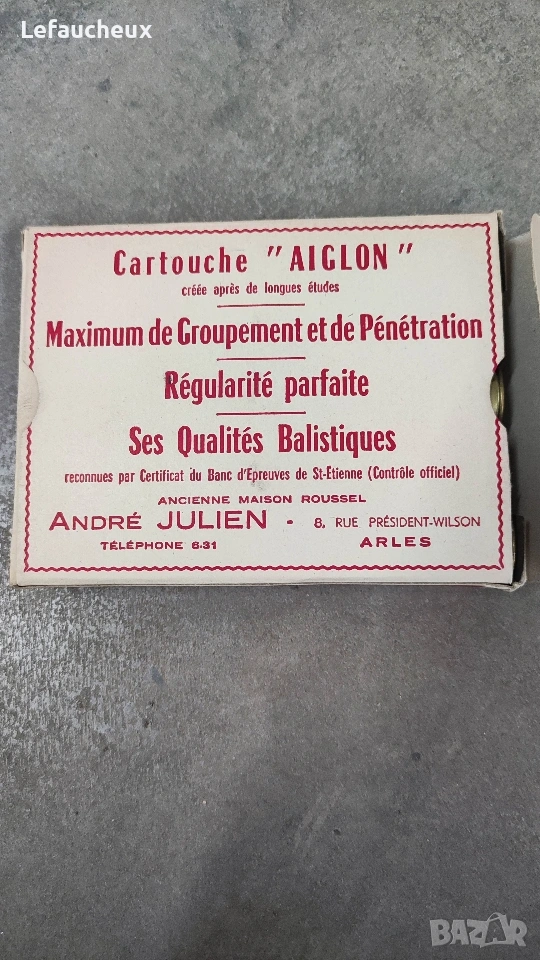 Lefaucheux
Cartouche "AIGLON"
créée après de longues études
Maximum de Groupement et de Pénétration
Régularité parfaite
Ses Qualités Balistiques
reconnues par Certificat du Banc d'Epreuves de St-Etienne (Contrôle officiel)
ANCIENNE MAISON ROUSSEL
ANDRÉ JULIEN - 8, RUE PRÉSIDENT-WILSON
TÉLÉPHONE 6-31 ARLES
BAZAR